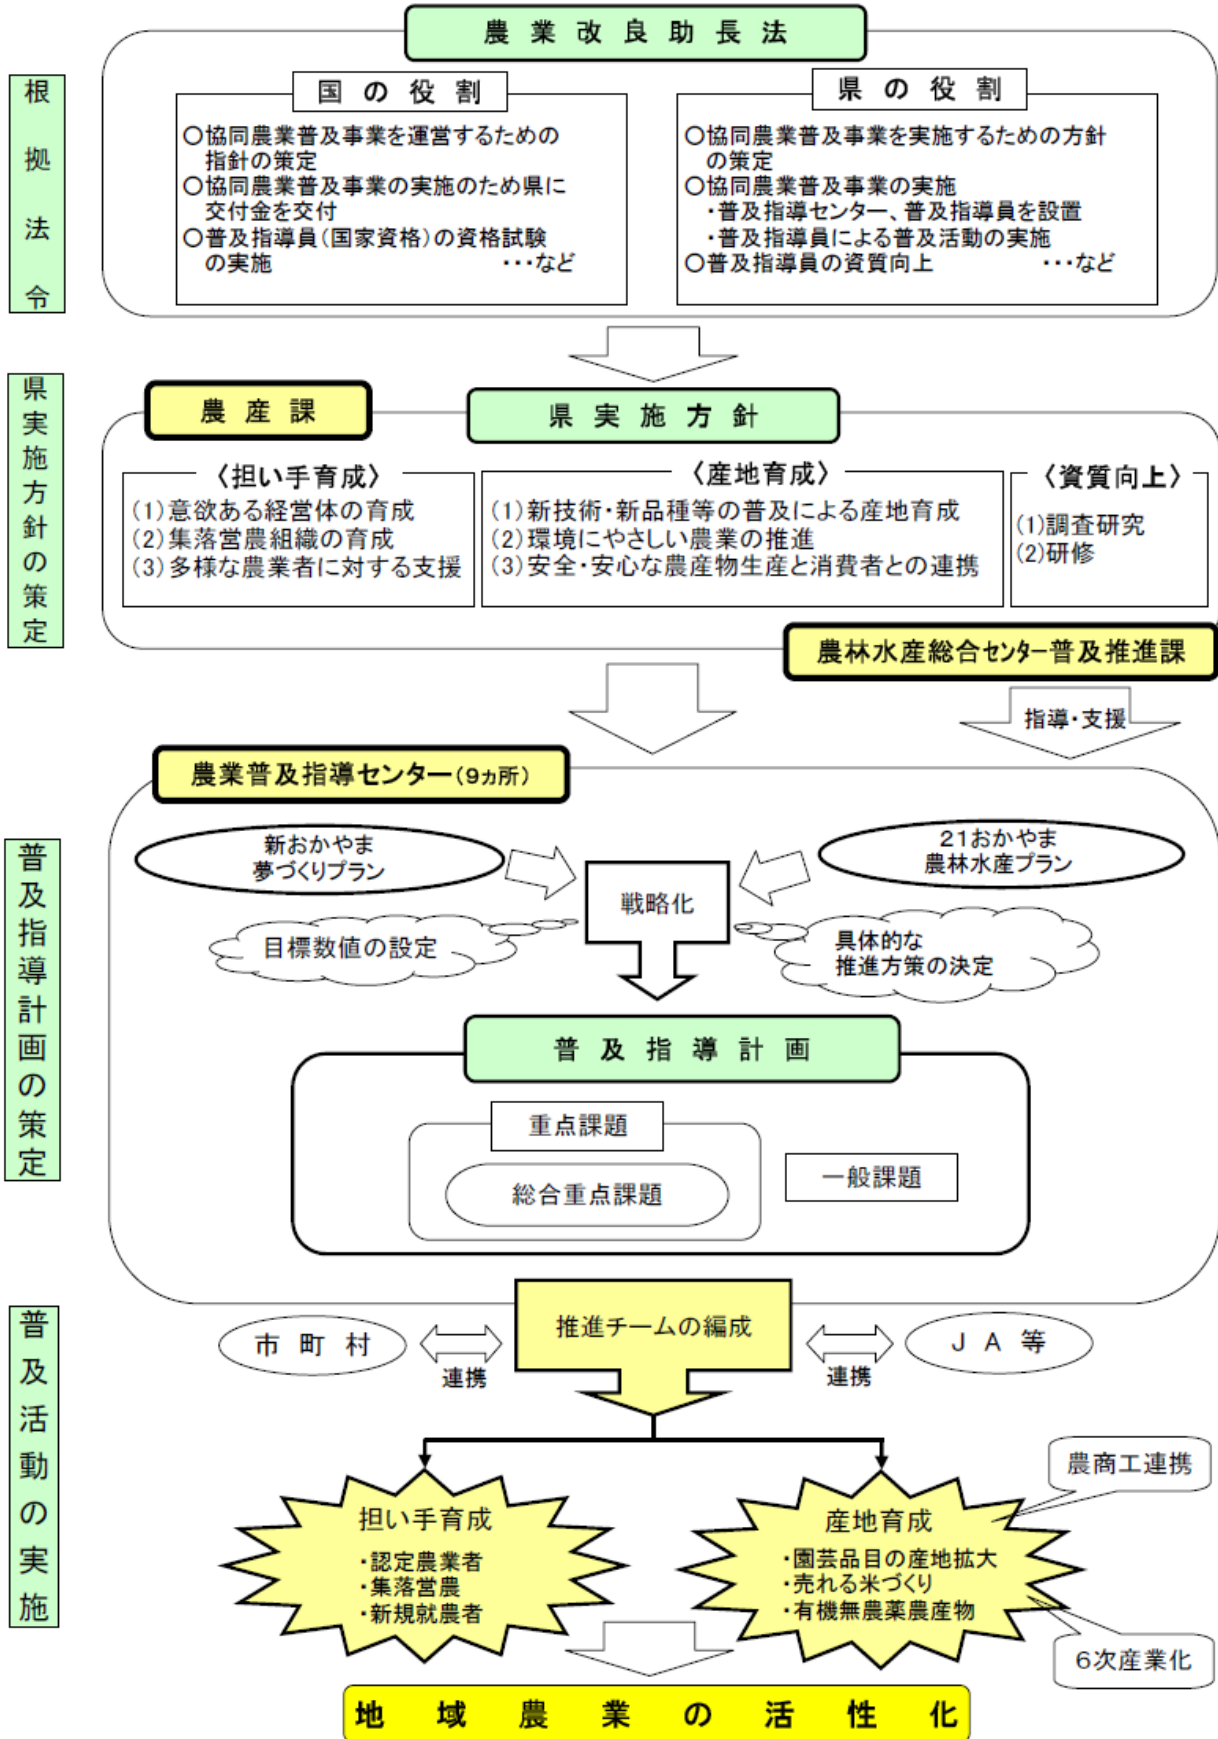 農業改良助長法
根拠法令
国の役割
〇協同農業普及事業を運営するための
指針の策定
〇協同農業普及事業の実施のため県に
交付金を交付
〇普及指導員（国家資格）の資格試験
の実施　・・・など
県の役割
〇協同農業普及事業を実施するための方針
の策定
〇協同農業普及事業の実施
・普及指導センター、普及指導員を設置
・普及指導員による普及活動の実施
〇普及指導員の資質向上　・・・など
県実施方針の策定
農産課
県実施方針
〈担い手育成〉
(1)意欲ある経営体の育成
(2)集落営農組織の育成
(3)多様な農業者に対する支援
〈産地育成〉
(1)新技術・新品種等の普及による産地育成
(2)環境にやさしい農業の推進
(3)安全・安心な農産物生産と消費者との連携
〈資質向上〉
(1)調査研究
(2)研修
農林水産総合センター普及推進課
指導・支援
普及指導計画の策定
農業普及指導センター（９ヵ所）
新おかやま
夢づくりプラン
２１おかやま
農林水産プラン
戦略化
目標数値の設定
具体的な
推進方策の決定
普及指導計画
重点課題
総合重点課題
一般課題
普及活動の実施
推進チームの編成
市町村
連携
連携
ＪＡ等
担い手育成
・認定農業者
・集落営農
・新規就農者
産地育成
・園芸品目の産地拡大
・売れる米づくり
・有機無農薬農産物
農商工連携
６次産業化
地域農業の活性化